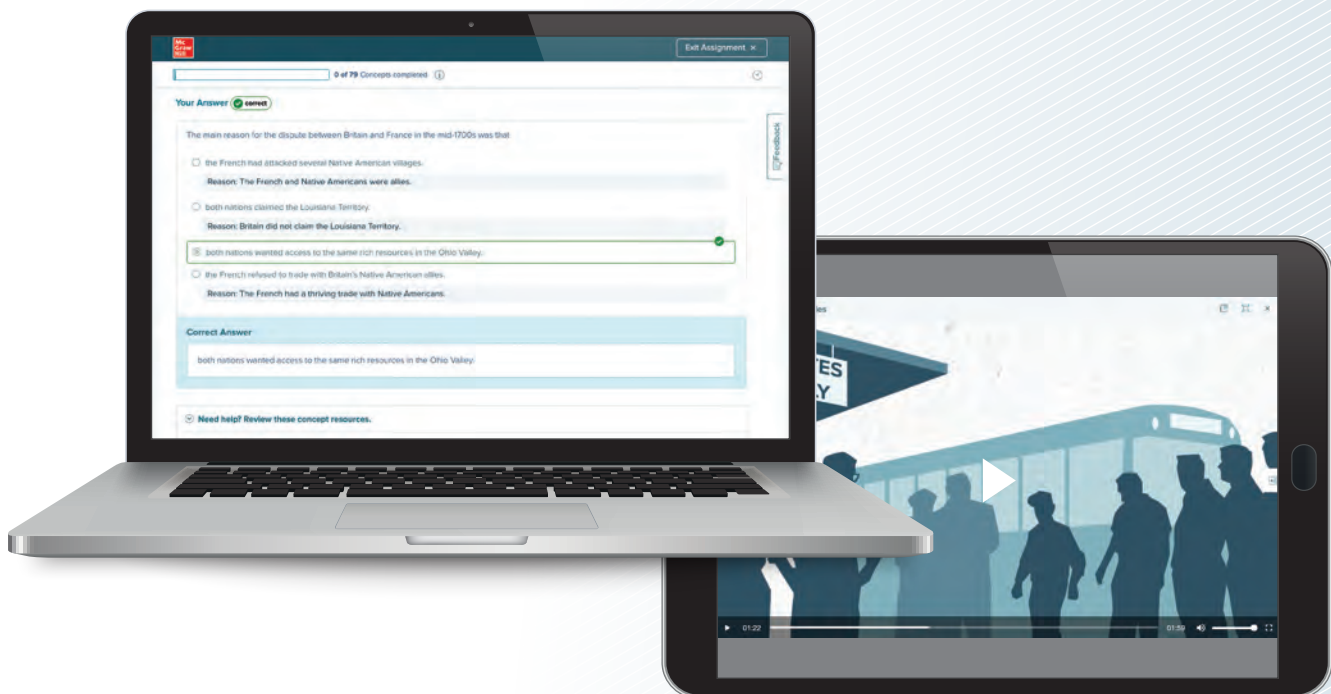 Mc
Graw
Hill
Exit Assignment ×
0 of 79 Concepts completed
Your Answer correct
The main reason for the dispute between Britain and France in the mid-1700s was that
the French had attacked several Native American villages.
Reason: The French and Native Americans were allies.
both nations claimed the Louisiana Territory.
Reason: Britain did not claim the Louisiana Territory.
both nations wanted access to the same rich resources in the Ohio Valley.
the French refused to trade with Britain's Native American allies.
Reason: The French had a thriving trade with Native Americans.
Correct Answer
both nations wanted access to the same rich resources in the Ohio Valley.
Need help? Review these concept resources.
Feedback
ies
TES
LY
01:22
01:59